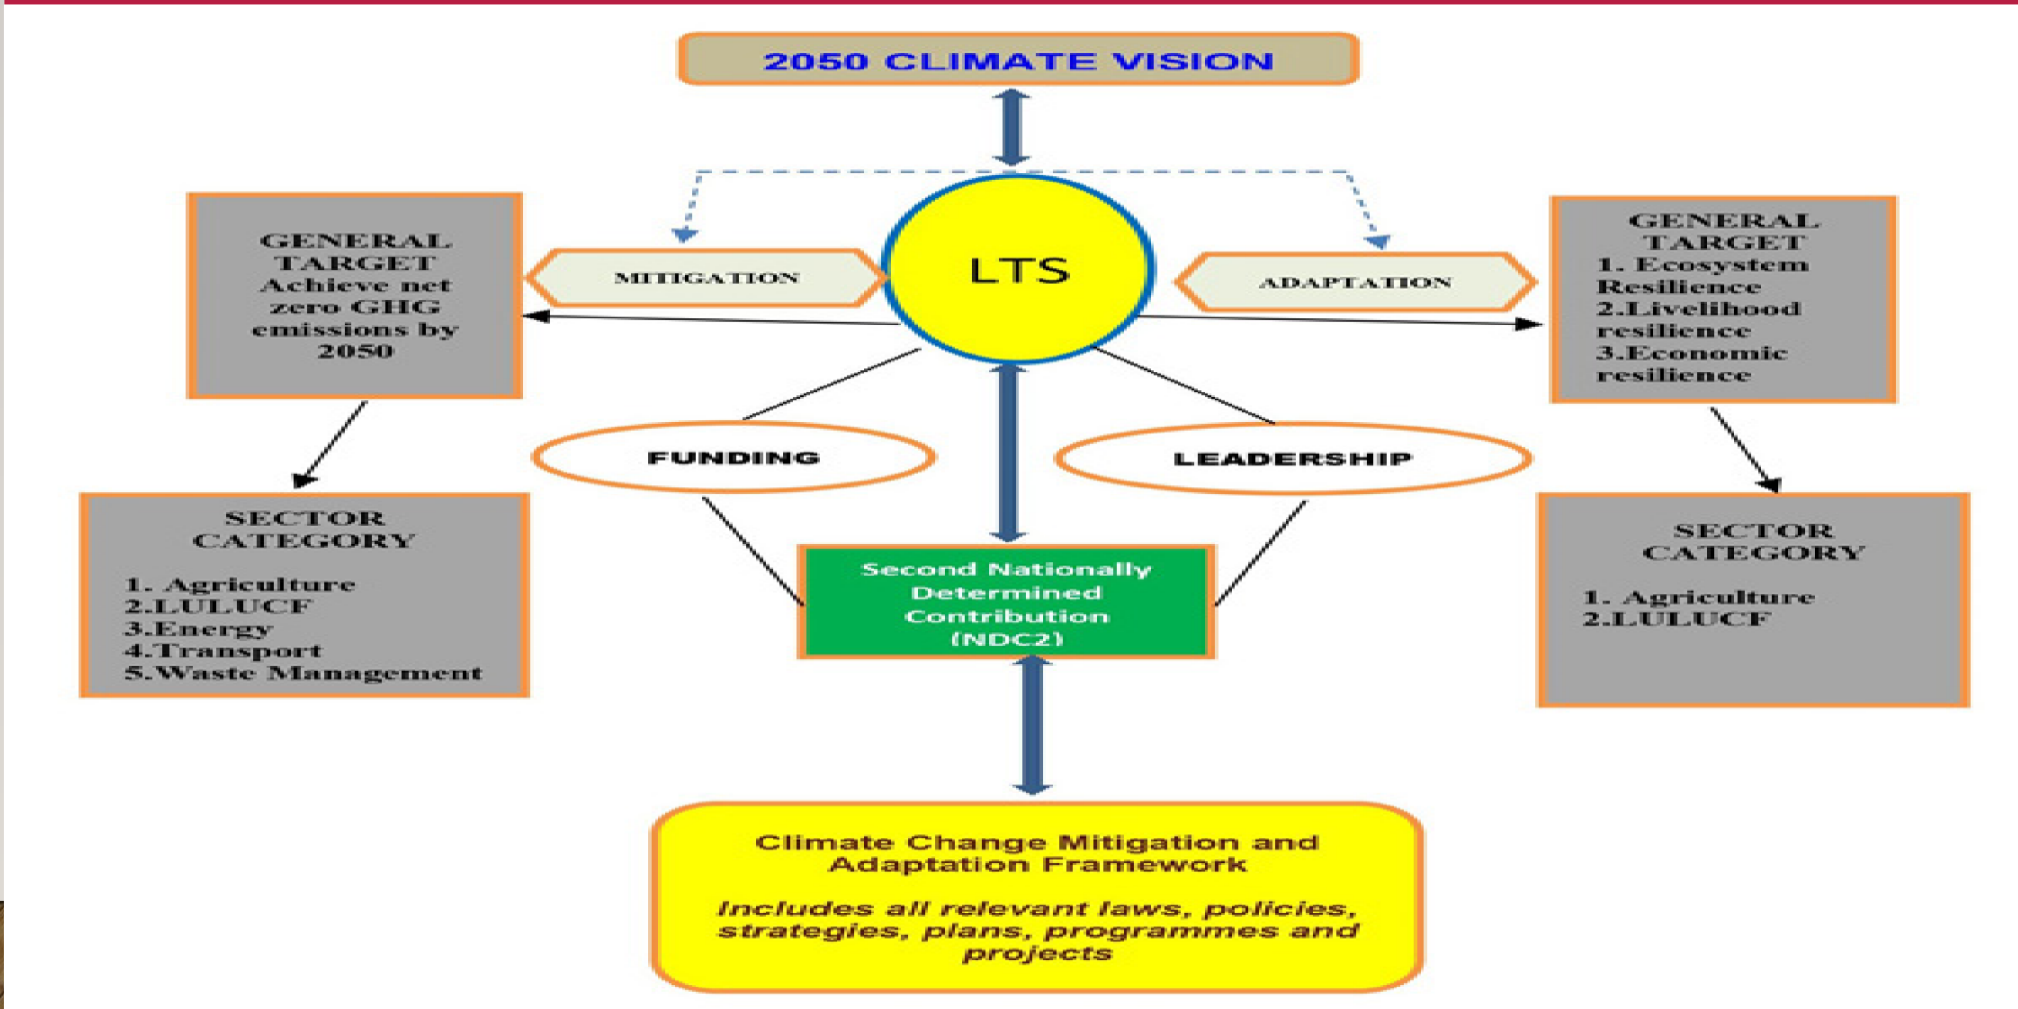 2050 CLIMATE VISION
GENERAL
TARGET
Achieve net
zero GHG
emissions by
2050
MITIGATION
LTS
ADAPTATION
GENERAL
TARGET
1. Ecosystem
Resilience
2.Livelihood
resilience
3.Economic
resilience
FUNDING
LEADERSHIP
SECTOR
CATEGORY
1. Agriculture
2.LULUCF
3.Energy
4.Transport
5.Waste Management
Second Nationally
Determined
Contribution
(NDC2)
SECTOR
CATEGORY
1. Agriculture
2.LULUCF
Climate Change Mitigation and
Adaptation Framework
Includes all relevant laws, policies,
strategies, plans, programmes and
projects